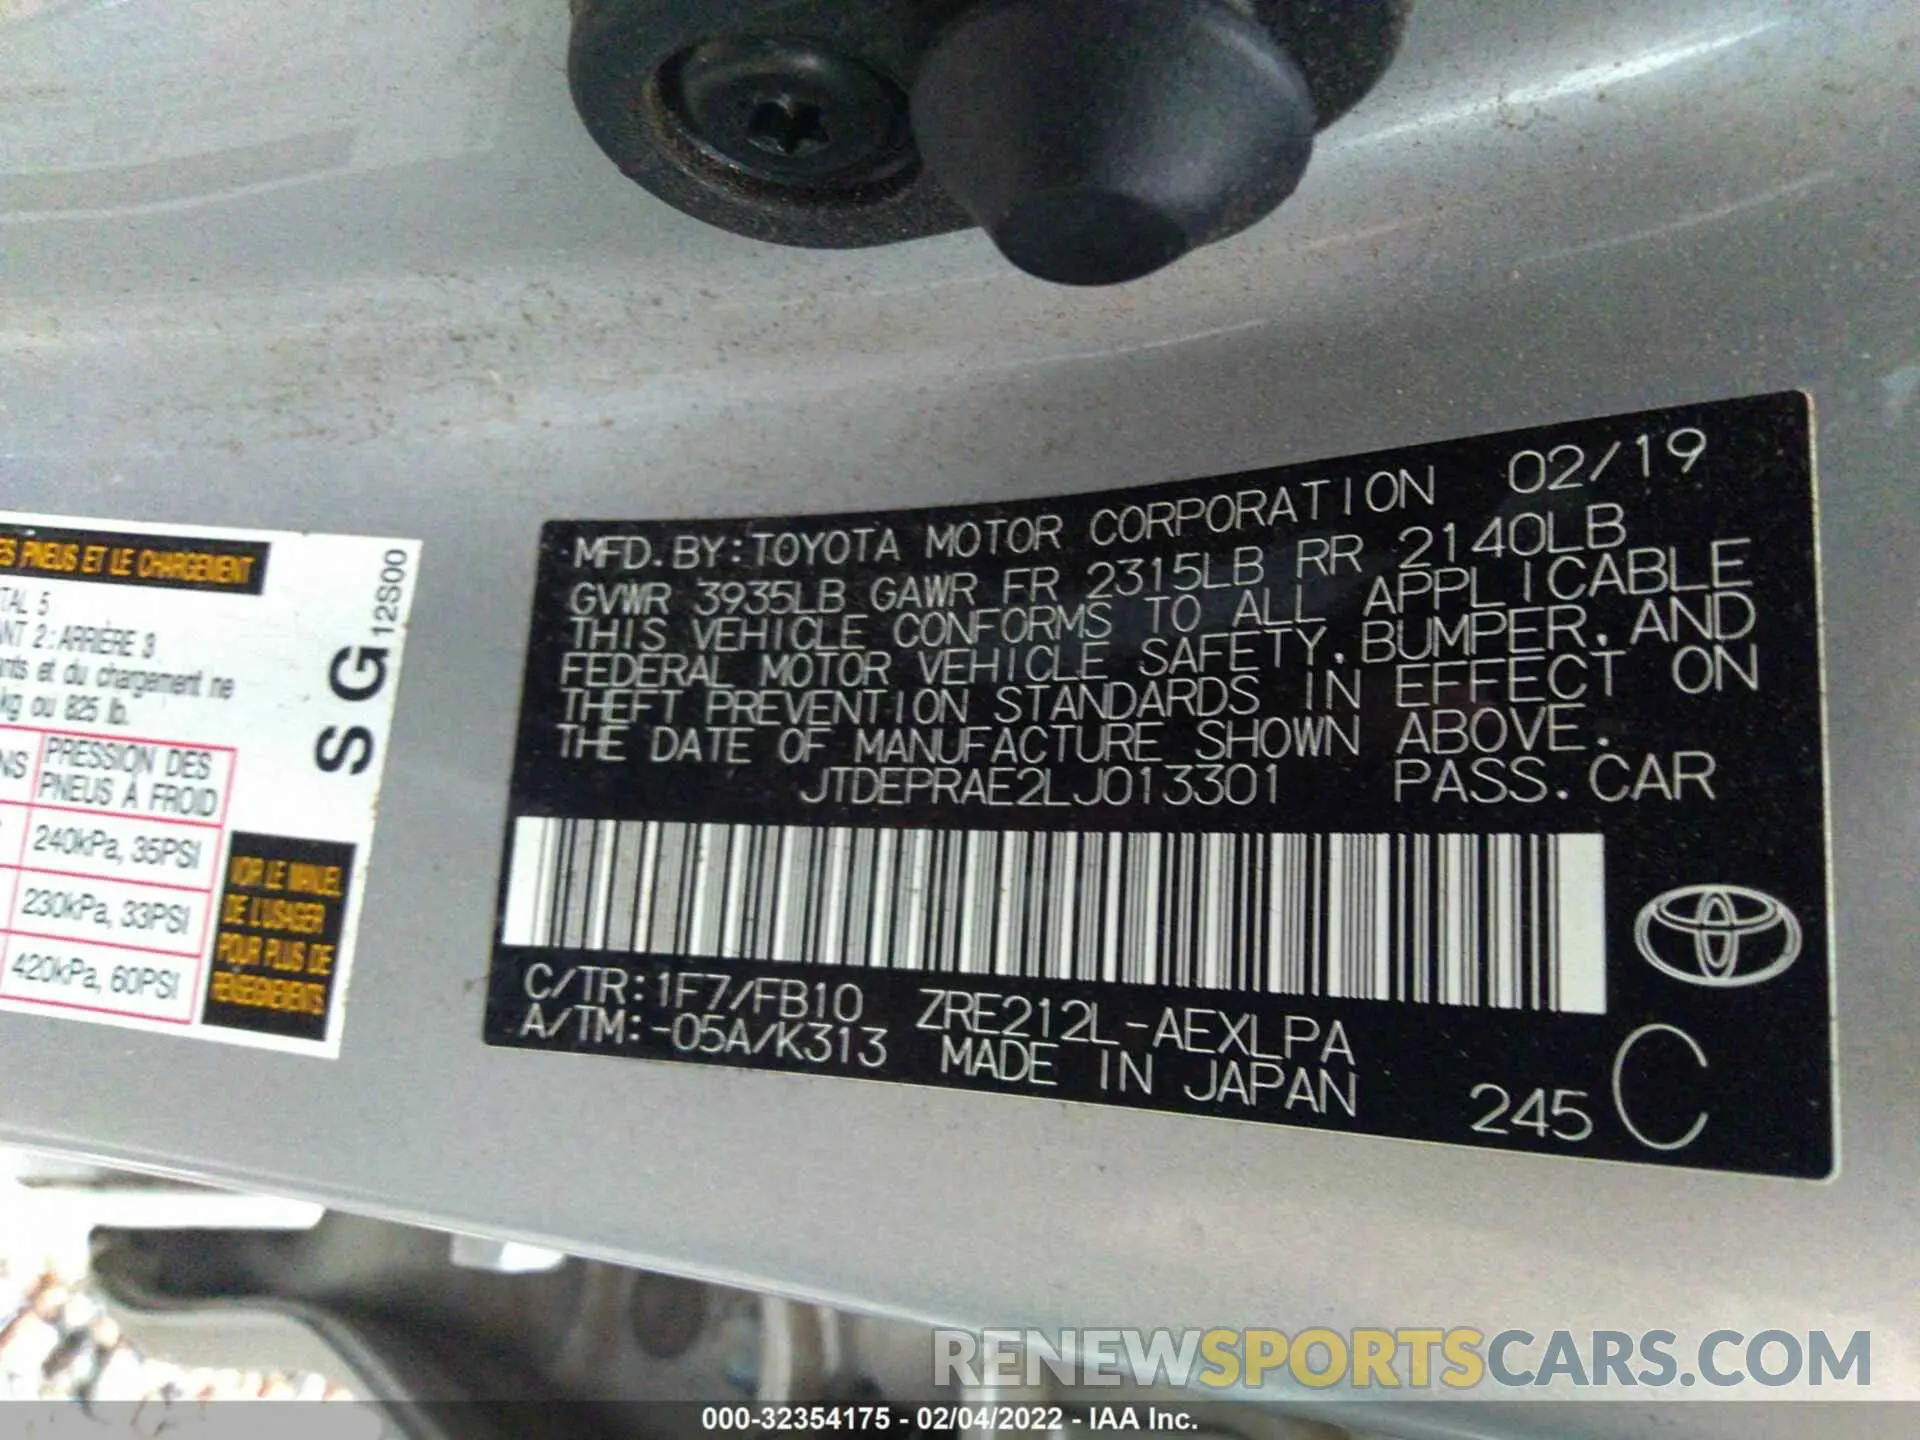 ES PNEUS ET LE CHARGEMENT
TAL 5
ANT 2 : ARRIÈRE 3
ants et du chargement ne
kg ou 825 lb.
NS PRESSION DES
PNEUS À FROID
240kPa, 35PSI
230kPa, 33PSI
420kPa, 60PSI
VOIR LE MANUEL
DE L'USAGER
POUR PLUS DE
RENSEIGNEMENTS
SG 12S00
MFD. BY: TOYOTA MOTOR CORPORATION 02/19
GVWR 3935LB GAWR FR 2315LB RR 2140LB
THIS VEHICLE CONFORMS TO ALL APPLICABLE
FEDERAL MOTOR VEHICLE SAFETY, BUMPER, AND
THEFT PREVENTION STANDARDS IN EFFECT ON
THE DATE OF MANUFACTURE SHOWN ABOVE.
JTDEPRAE2LJ013301 PASS. CAR
C/TR: 1F7/FB10 ZRE212L-AEXLPA
A/TM: -05A/K313 MADE IN JAPAN
245 C
RENEWSPORTSCARS.COM
000-32354175 - 02/04/2022 - IAA Inc.